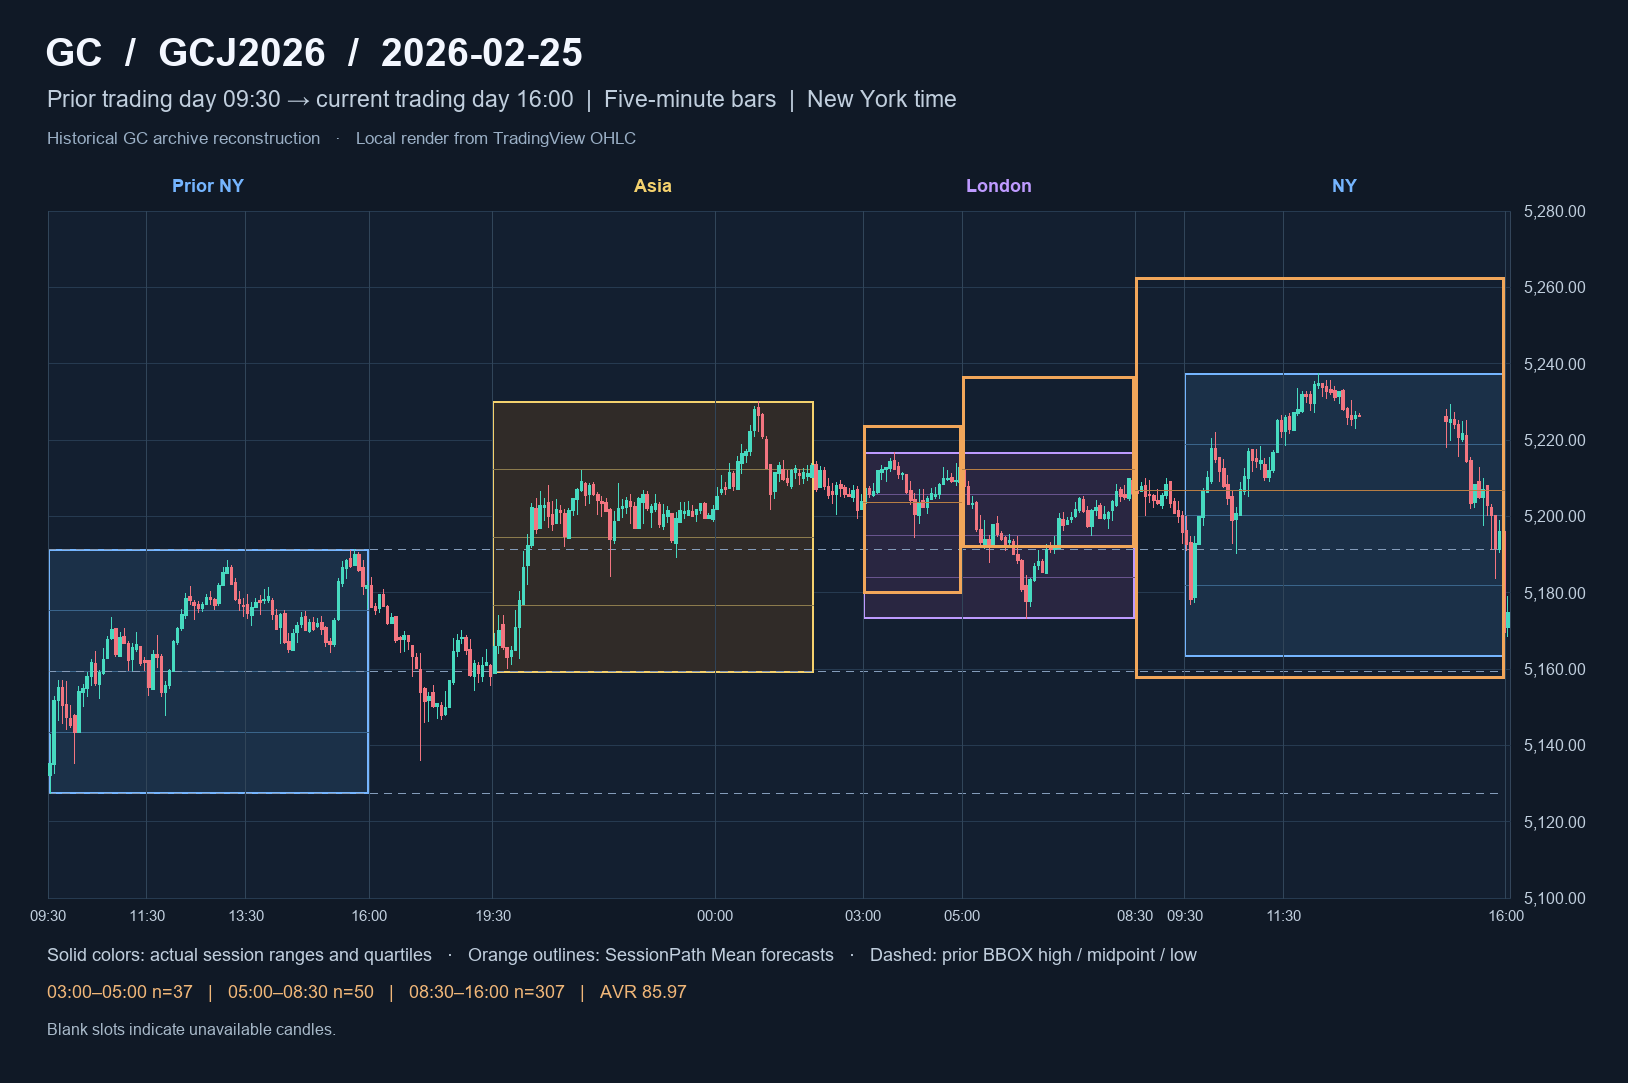 GC / GCJ2026 / 2026-02-25
Prior trading day 09:30 → current trading day 16:00 | Five-minute bars | New York time
Historical GC archive reconstruction · Local render from TradingView OHLC
Prior NY Asia London NY
5,280.00
5,260.00
5,240.00
5,220.00
5,200.00
5,180.00
5,160.00
5,140.00
5,120.00
5,100.00
09:30 11:30 13:30 16:00 19:30 00:00 03:00 05:00 08:30 09:30 11:30 16:00
Solid colors: actual session ranges and quartiles · Orange outlines: SessionPath Mean forecasts · Dashed: prior BBOX high / midpoint / low
03:00–05:00 n=37 | 05:00–08:30 n=50 | 08:30–16:00 n=307 | AVR 85.97
Blank slots indicate unavailable candles.